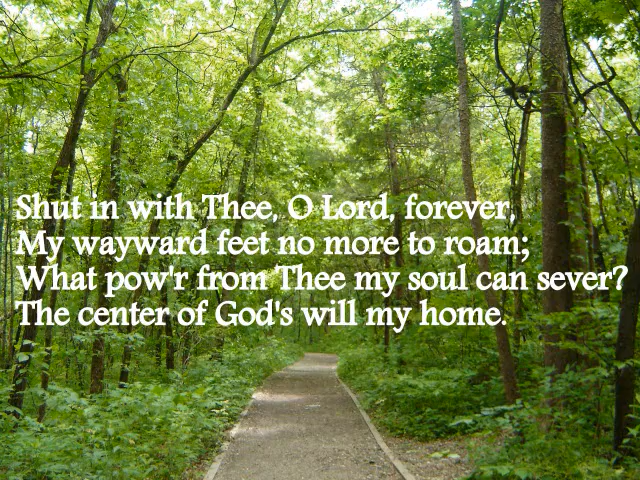 Shut in with Thee, O Lord, forever,
My wayward feet no more to roam;
What pow'r from Thee my soul can sever?
The center of God's will my home.